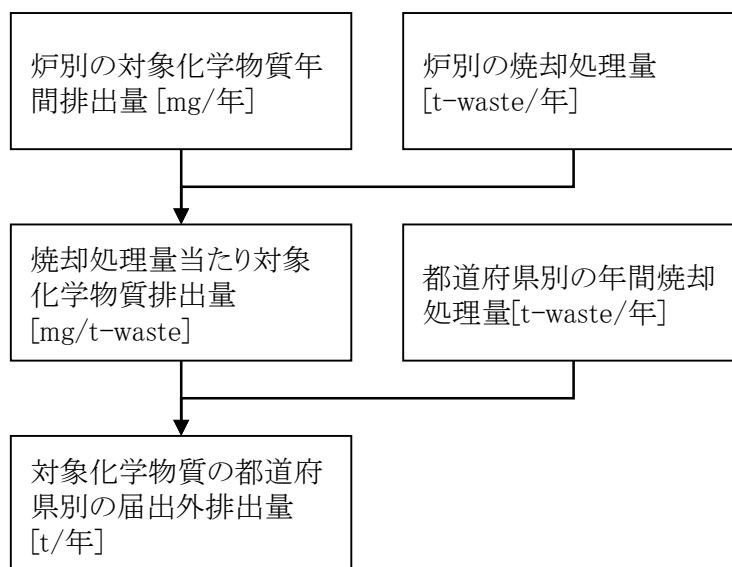 炉別の対象化学物質年
間排出量 [mg/年]
炉別の焼却処理量
[t-waste/年]
焼却処理量当たり対象
化学物質排出量
[mg/t-waste]
都道府県別の年間焼却
処理量[t-waste/年]
対象化学物質の都道府
県別の届出外排出量
[t/年]